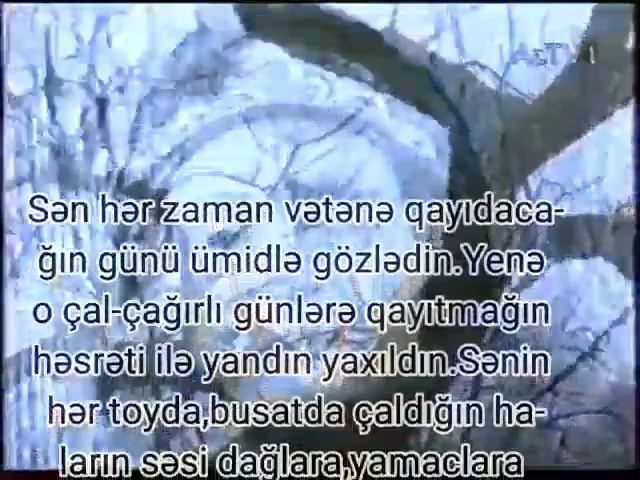 AzTV1
Sən hər zaman vətənə qayıdaca-
ğın günü ümidlə gözlədin.Yenə
o çal-çağırlı günlərə qayıtmağın
həsrəti ilə yandın yaxıldın.Sənin
hər toyda,busatda çaldığın ha-
ların səsi dağlara,yamaclara